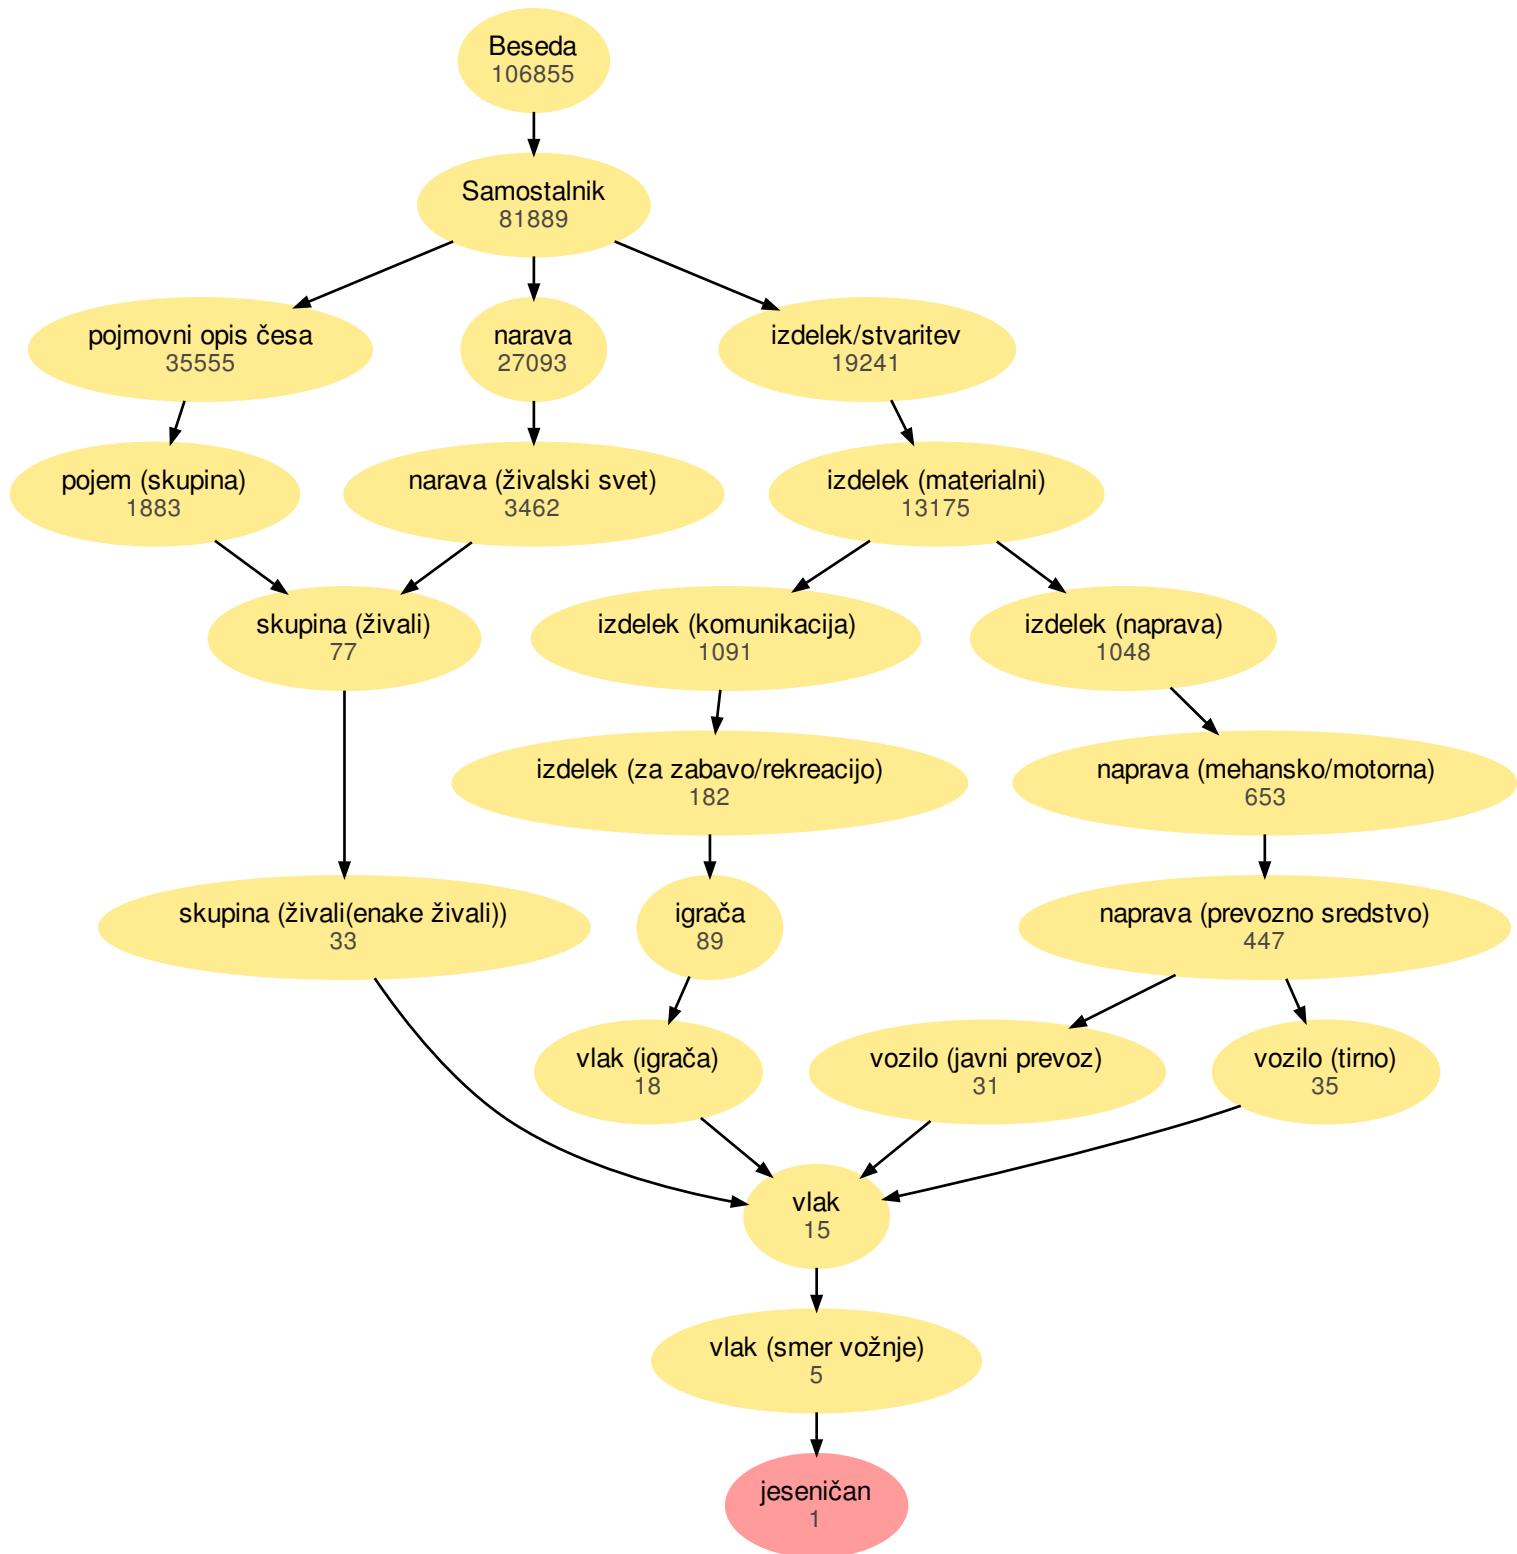 Beseda
106855
Samostalnik
81889
pojmovni opis česa
35555
narava
27093
izdelek/stvaritev
19241
pojem (skupina)
1883
narava (živalski svet)
3462
izdelek (materialni)
13175
skupina (živali)
77
izdelek (komunikacija)
1091
izdelek (naprava)
1048
izdelek (za zabavo/rekreacijo)
182
naprava (mehansko/motorna)
653
skupina (živali(enake živali))
33
igrača
89
naprava (prevozno sredstvo)
447
vlak (igrača)
18
vozilo (javni prevoz)
31
vozilo (tirno)
35
vlak
15
vlak (smer vožnje)
5
jeseničan
1